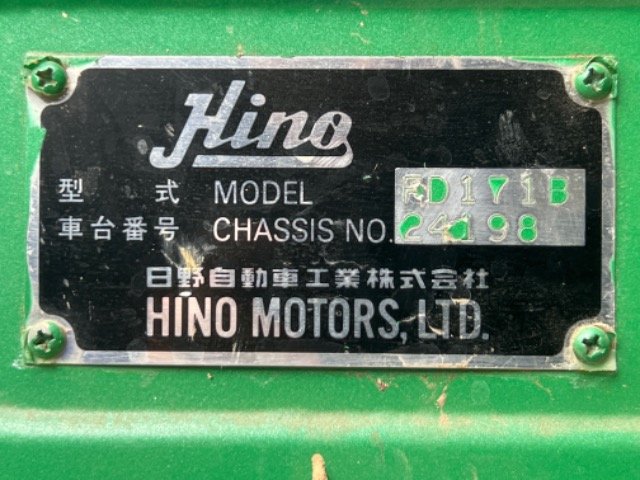 Hino
型 式 MODEL FD171B
車台番号 CHASSIS NO. 24198
日野自動車工業株式会社
HINO MOTORS, LTD.